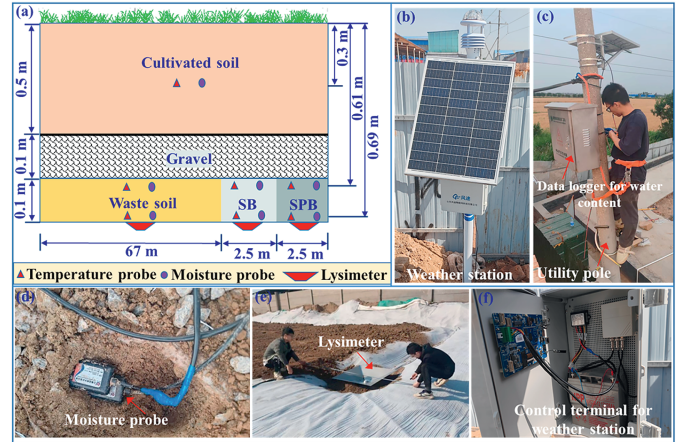 (a)
Cultivated soil
0.5 m
0.3 m
0.61 m
0.69 m
Gravel
0.1 m
0.1 m
Waste soil
SB
SPB
67 m
2.5 m
2.5 m
Temperature probe
Moisture probe
Lysimeter
(b)
Weather station
(c)
Data logger for water
content
Utility pole
(d)
Moisture probe
(e)
Lysimeter
(f)
Control terminal for
weather station